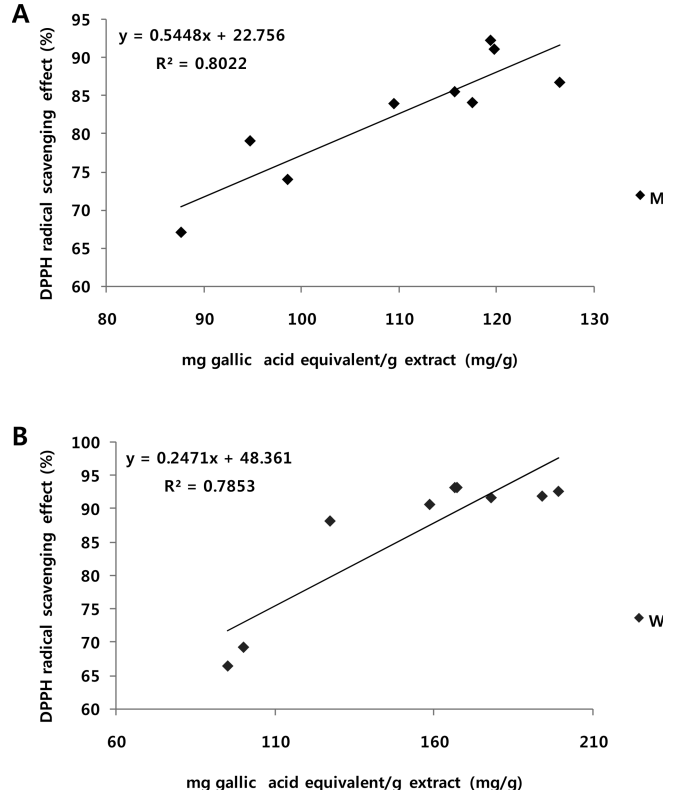 A
95
y = 0.5448x + 22.756
90
R² = 0.8022
85
80
75
70
M
65
60
80 90 100 110 120 130
DPPH radical scavenging effect (%)
mg gallic acid equivalent/g extract (mg/g)
B
100
y = 0.2471x + 48.361
95
R² = 0.7853
90
85
80
75
W
70
65
60
60 110 160 210
DPPH radical scavenging effect (%)
mg gallic acid equivalent/g extract (mg/g)